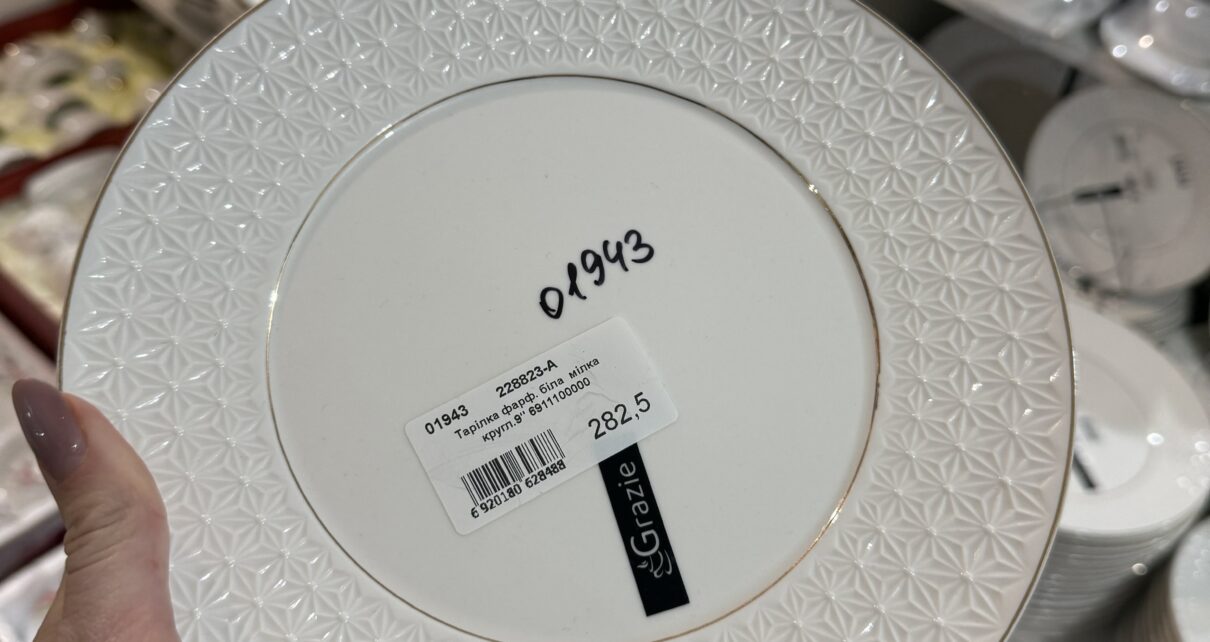 01943
01943 228823-А
Тарілка фарф. біла мілка
кругл.9" 6911100000
282,5
6 920180 628488
Grazie